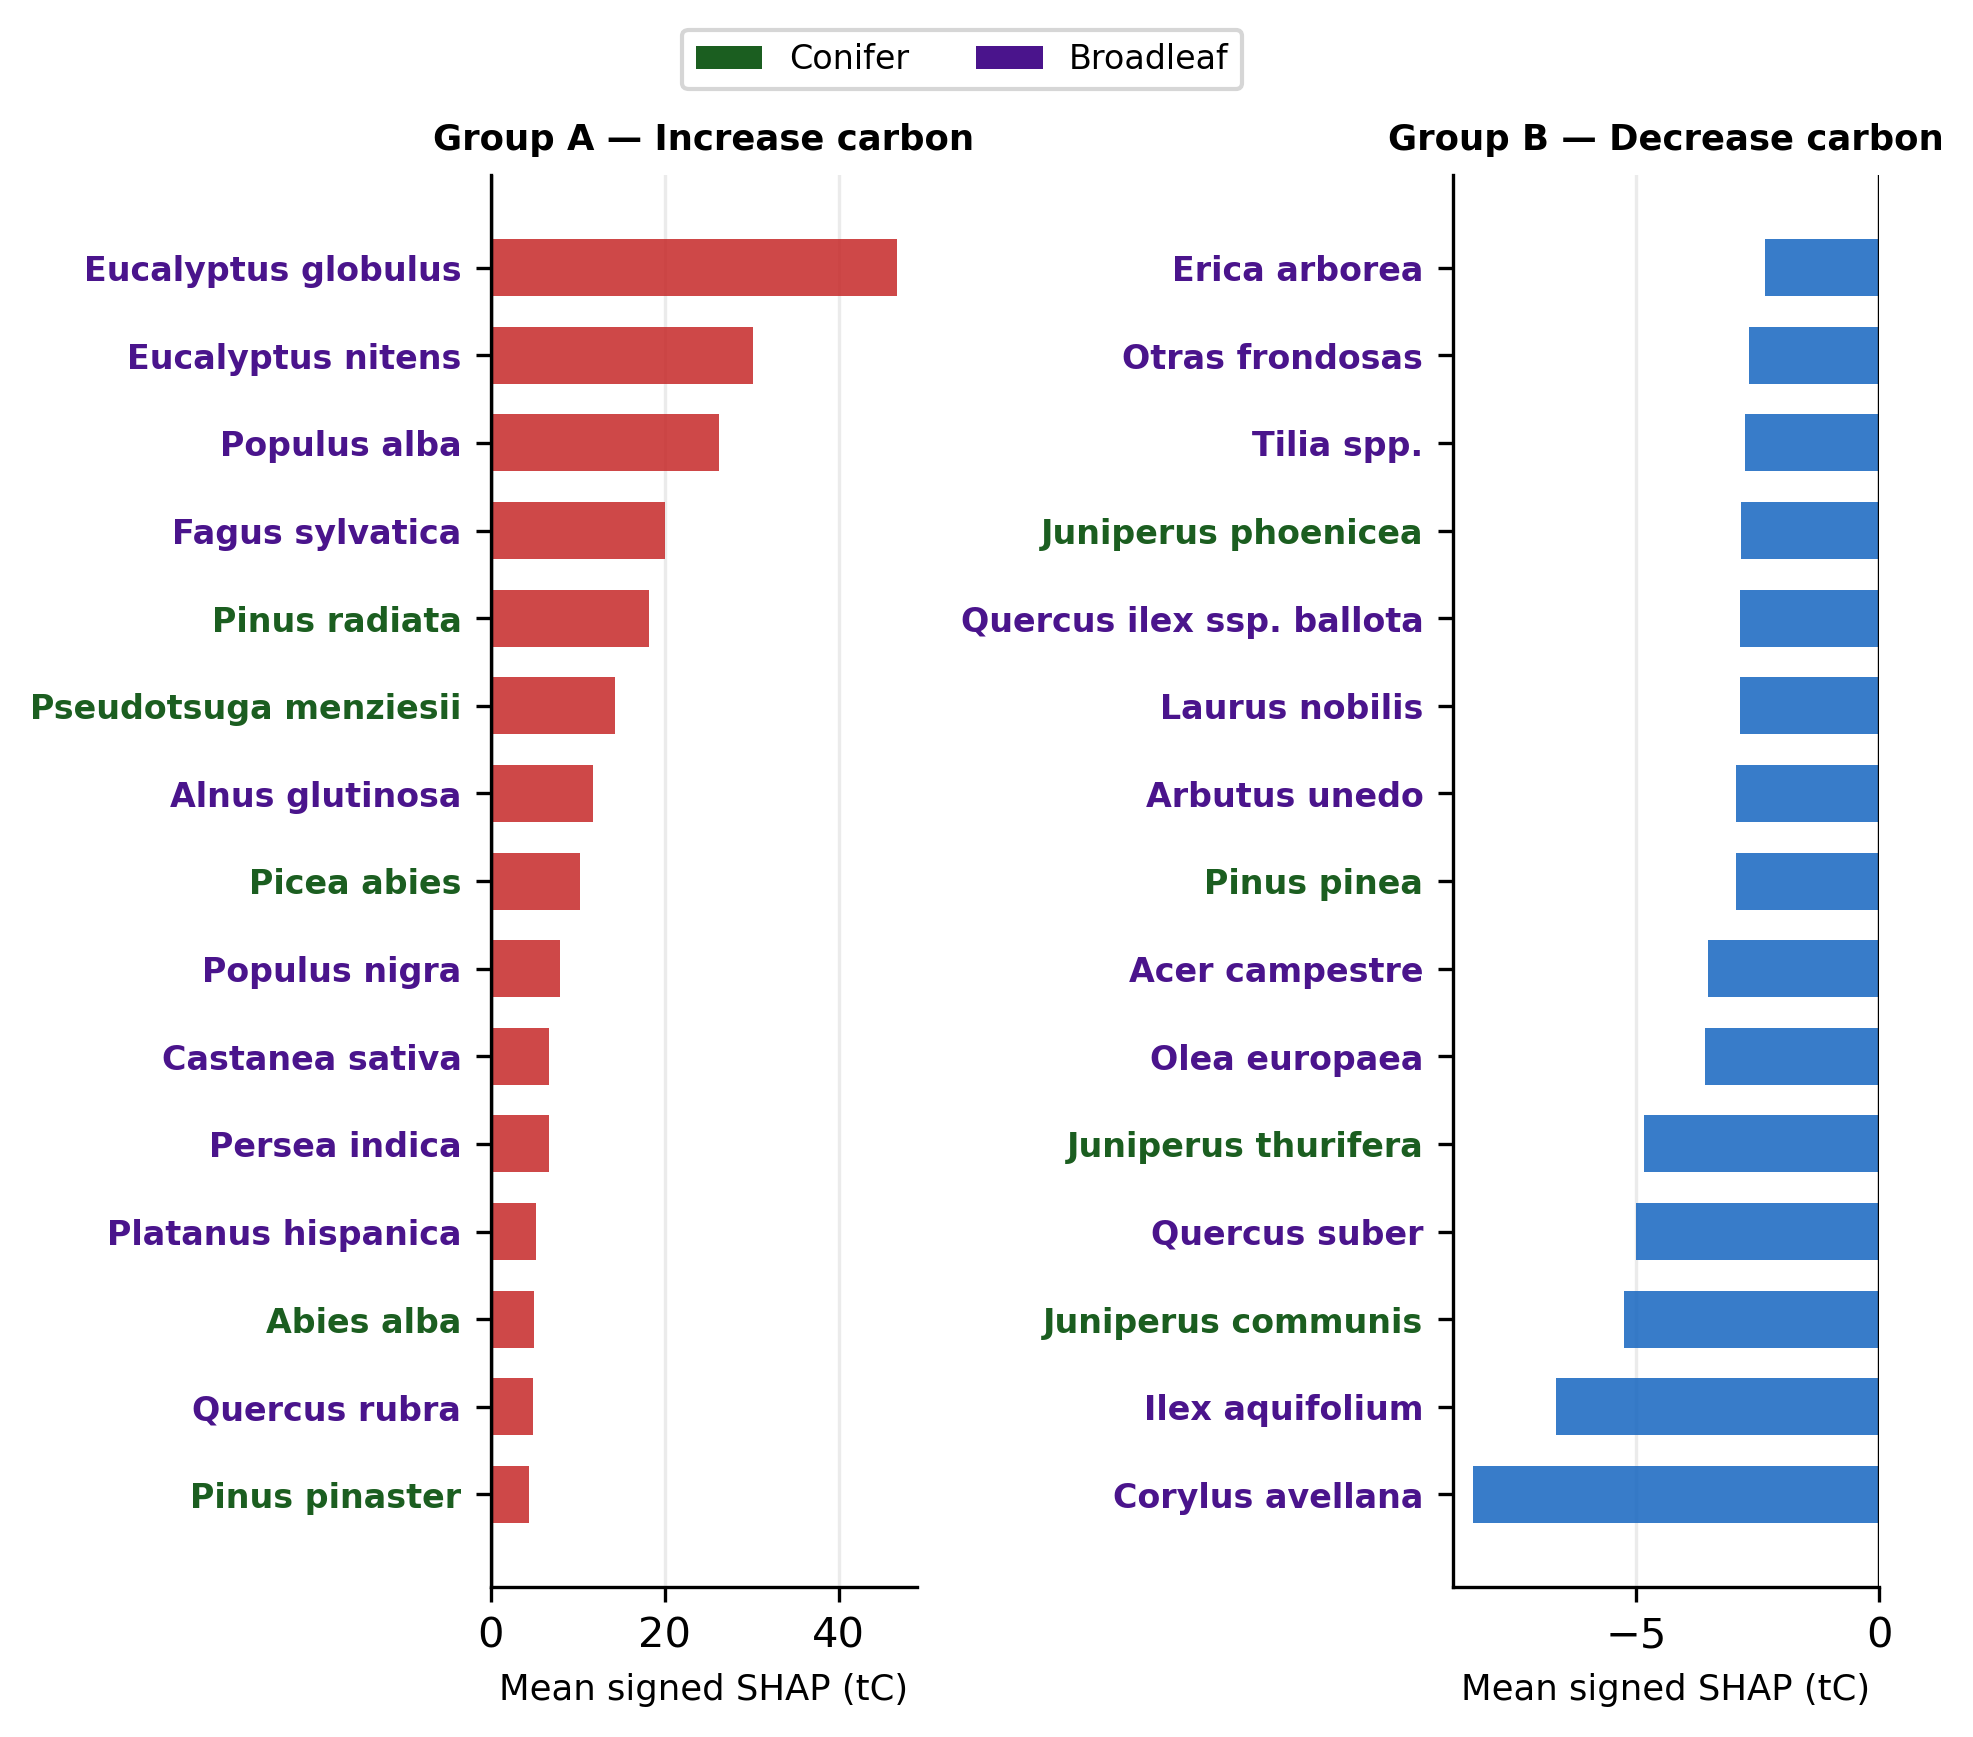 Conifer Broadleaf
Group A — Increase carbon
Eucalyptus globulus
Eucalyptus nitens
Populus alba
Fagus sylvatica
Pinus radiata
Pseudotsuga menziesii
Alnus glutinosa
Picea abies
Populus nigra
Castanea sativa
Persea indica
Platanus hispanica
Abies alba
Quercus rubra
Pinus pinaster
0 20 40
Mean signed SHAP (tC)
Group B — Decrease carbon
Erica arborea
Otras frondosas
Tilia spp.
Juniperus phoenicea
Quercus ilex ssp. ballota
Laurus nobilis
Arbutus unedo
Pinus pinea
Acer campestre
Olea europaea
Juniperus thurifera
Quercus suber
Juniperus communis
Ilex aquifolium
Corylus avellana
−5 0
Mean signed SHAP (tC)